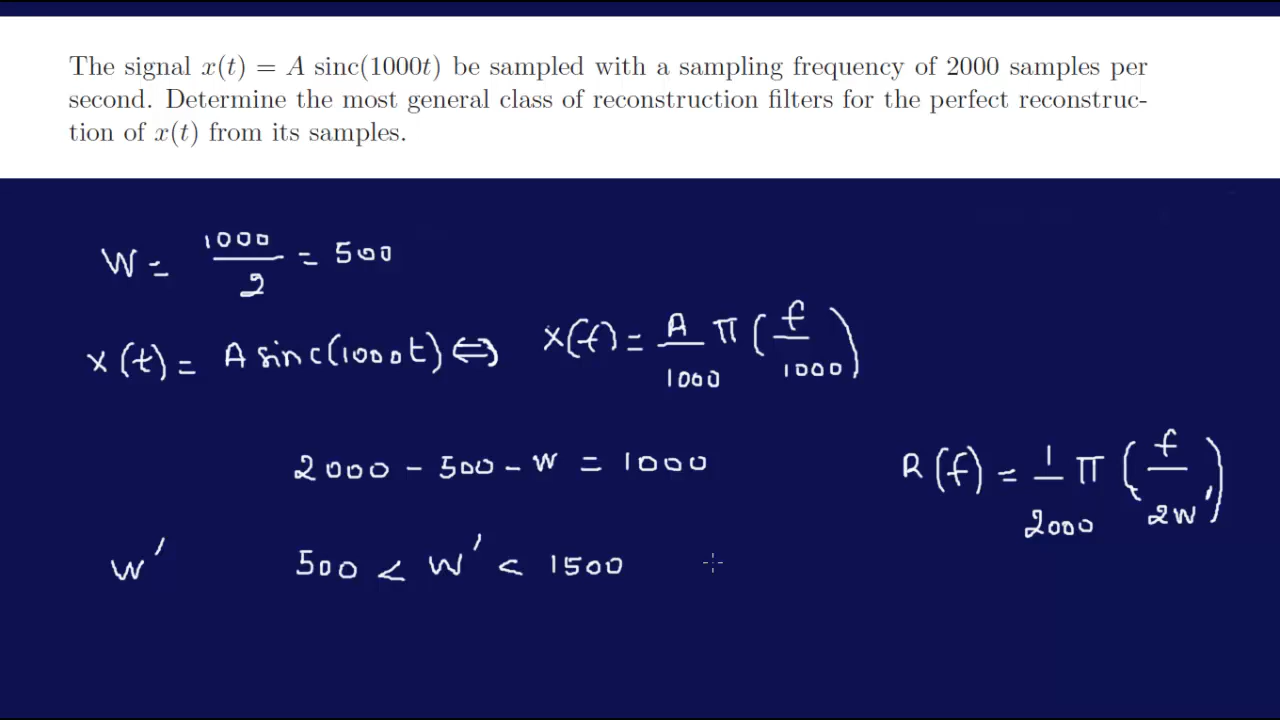 The signal x(t) = A sinc(1000t) be sampled with a sampling frequency of 2000 samples per
second. Determine the most general class of reconstruction filters for the perfect reconstruc-
tion of x(t) from its samples.
W = 1000/2 = 500
x(t) = A sinc(1000t) ⇔ X(f) = A/1000 Π(f/1000)
2000 - 500 - W = 1000
R(f) = 1/2000 Π(f/2W')
W' 500 < W' < 1500